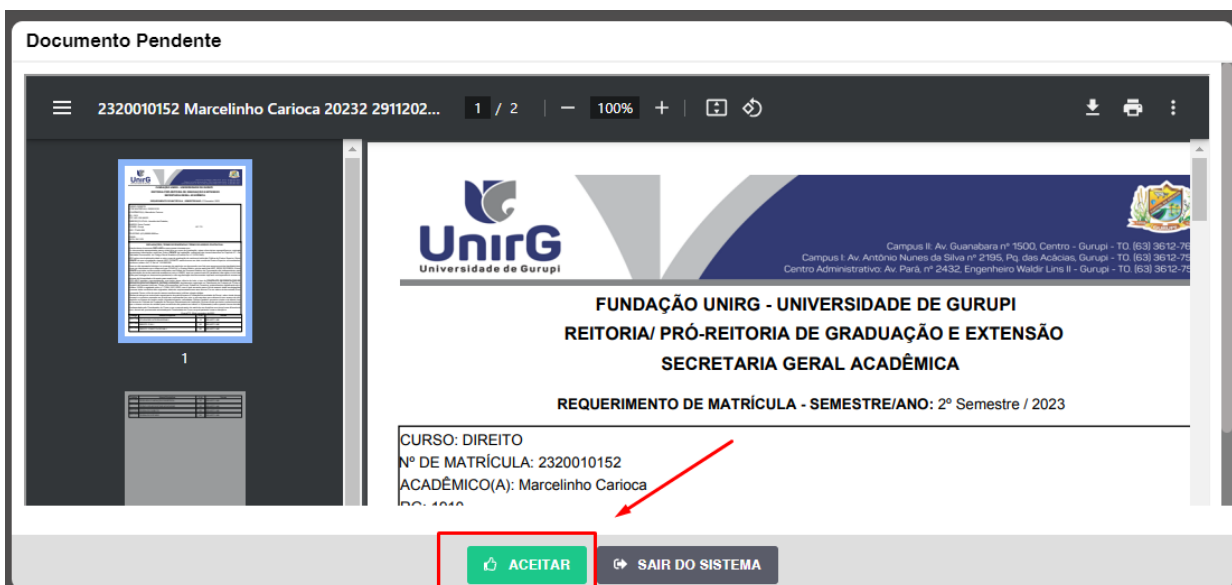 Documento Pendente
2320010152 Marcelinho Carioca 20232 2911202...
1 / 2
100%
UnirG
Universidade de Gurupi
Campus II: Av. Guanabara nº 1500, Centro - Gurupi - TO. (63) 3612-76
Campus I: Av. Antônio Nunes da Silva nº 2195, Pq. das Acácias, Gurupi - TO. (63) 3612-75
Centro Administrativo: Av. Pará, nº 2432, Engenheiro Waldir Lins II - Gurupi - TO. (63) 3612-75
FUNDAÇÃO UNIRG - UNIVERSIDADE DE GURUPI
REITORIA/ PRÓ-REITORIA DE GRADUAÇÃO E EXTENSÃO
SECRETARIA GERAL ACADÊMICA
REQUERIMENTO DE MATRÍCULA - SEMESTRE/ANO: 2º Semestre / 2023
CURSO: DIREITO
Nº DE MATRÍCULA: 2320010152
ACADÊMICO(A): Marcelinho Carioca
1
ACEITAR
SAIR DO SISTEMA